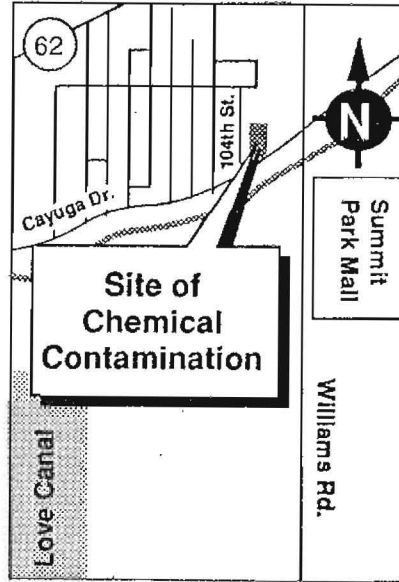 62
N
104th St.
Cayuga Dr.
Summit
Park Mall
Site of
Chemical
Contamination
Williams Rd.
Love Canal